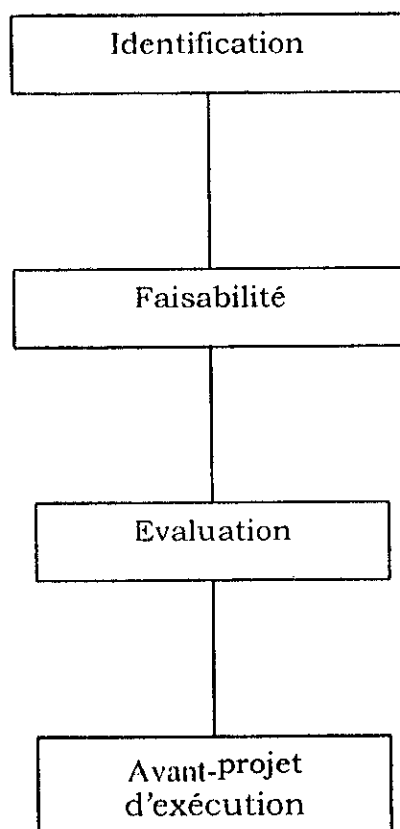 Identification
Faisabilité
Evaluation
Avant-projet
d'exécution